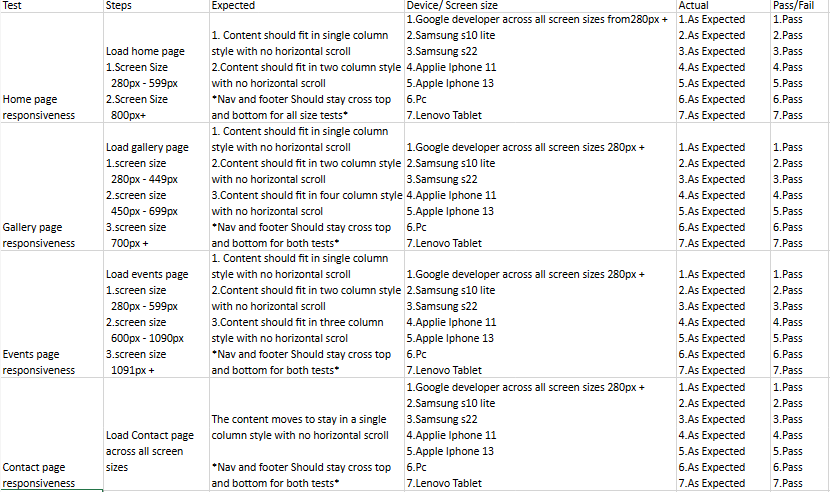 Test Steps Expected Device/ Screen size Actual Pass/Fail
Home page
responsiveness
Load home page
1.Screen Size
280px - 599px
2.Screen Size
800px+
1. Content should fit in single column
style with no horizontal scroll
2.Content should fit in two column style
with no horizontal scroll
*Nav and footer Should stay cross top
and bottom for all size tests*
1.Google developer across all screen sizes from280px +
2.Samsung s10 lite
3.Samsung s22
4.Applie Iphone 11
5.Apple Iphone 13
6.Pc
7.Lenovo Tablet
1.As Expected
2.As Expected
3.As Expected
4.As Expected
5.As Expected
6.As Expected
7.As Expected
1.Pass
2.Pass
3.Pass
4.Pass
5.Pass
6.Pass
7.Pass
Gallery page
responsiveness
Load gallery page
1.screen size
280px - 449px
2.screen size
450px - 699px
3.screen size
700px +
1. Content should fit in single column
style with no horizontal scroll
2.Content should fit in two column style
with no horizontal scroll
3.Content should fit in four column style
with no horizontal scrol
*Nav and footer Should stay cross top
and bottom for both tests*
1.Google developer across all screen sizes 280px +
2.Samsung s10 lite
3.Samsung s22
4.Applie Iphone 11
5.Apple Iphone 13
6.Pc
7.Lenovo Tablet
1.As Expected
2.As Expected
3.As Expected
4.As Expected
5.As Expected
6.As Expected
7.As Expected
1.Pass
2.Pass
3.Pass
4.Pass
5.Pass
6.Pass
7.Pass
Events page
responsiveness
Load events page
1.screen size
280px - 599px
2.screen size
600px - 1090px
3.screen size
1091px +
1. Content should fit in single column
style with no horizontal scroll
2.Content should fit in two column style
with no horizontal scroll
3.Content should fit in three column
style with no horizontal scrol
*Nav and footer Should stay cross top
and bottom for both tests*
1.Google developer across all screen sizes 280px +
2.Samsung s10 lite
3.Samsung s22
4.Applie Iphone 11
5.Apple Iphone 13
6.Pc
7.Lenovo Tablet
1.As Expected
2.As Expected
3.As Expected
4.As Expected
5.As Expected
6.As Expected
7.As Expected
1.Pass
2.Pass
3.Pass
4.Pass
5.Pass
6.Pass
7.Pass
Contact page
responsiveness
Load Contact page
across all screen
sizes
The content moves to stay in a single
column style with no horizontal scroll
*Nav and footer Should stay cross top
and bottom for both tests*
1.Google developer across all screen sizes 280px +
2.Samsung s10 lite
3.Samsung s22
4.Applie Iphone 11
5.Apple Iphone 13
6.Pc
7.Lenovo Tablet
1.As Expected
2.As Expected
3.As Expected
4.As Expected
5.As Expected
6.As Expected
7.As Expected
1.Pass
2.Pass
3.Pass
4.Pass
5.Pass
6.Pass
7.Pass